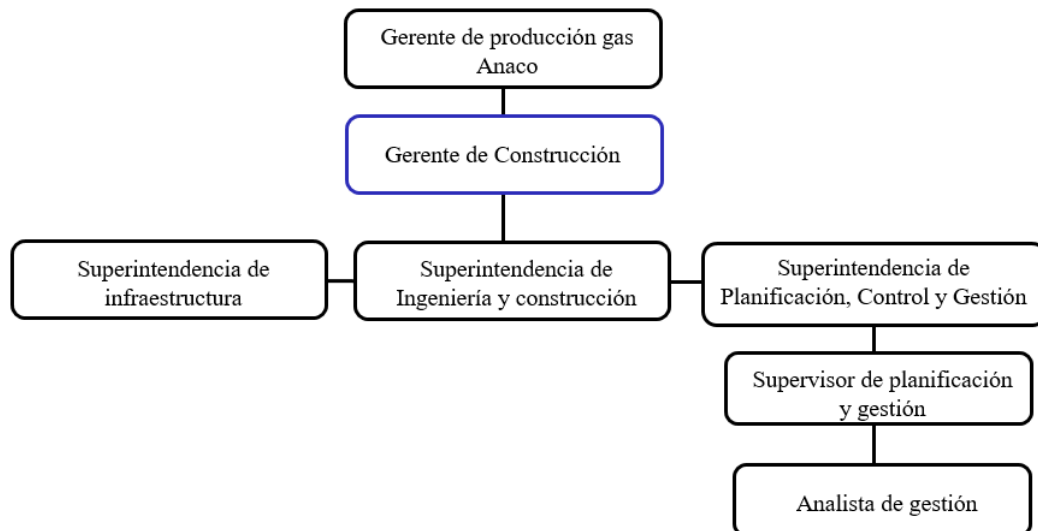 Gerente de producción gas
Anaco
Gerente de Construcción
Superintendencia de
infraestructura
Superintendencia de
Ingeniería y construcción
Superintendencia de
Planificación, Control y Gestión
Supervisor de planificación
y gestión
Analista de gestión